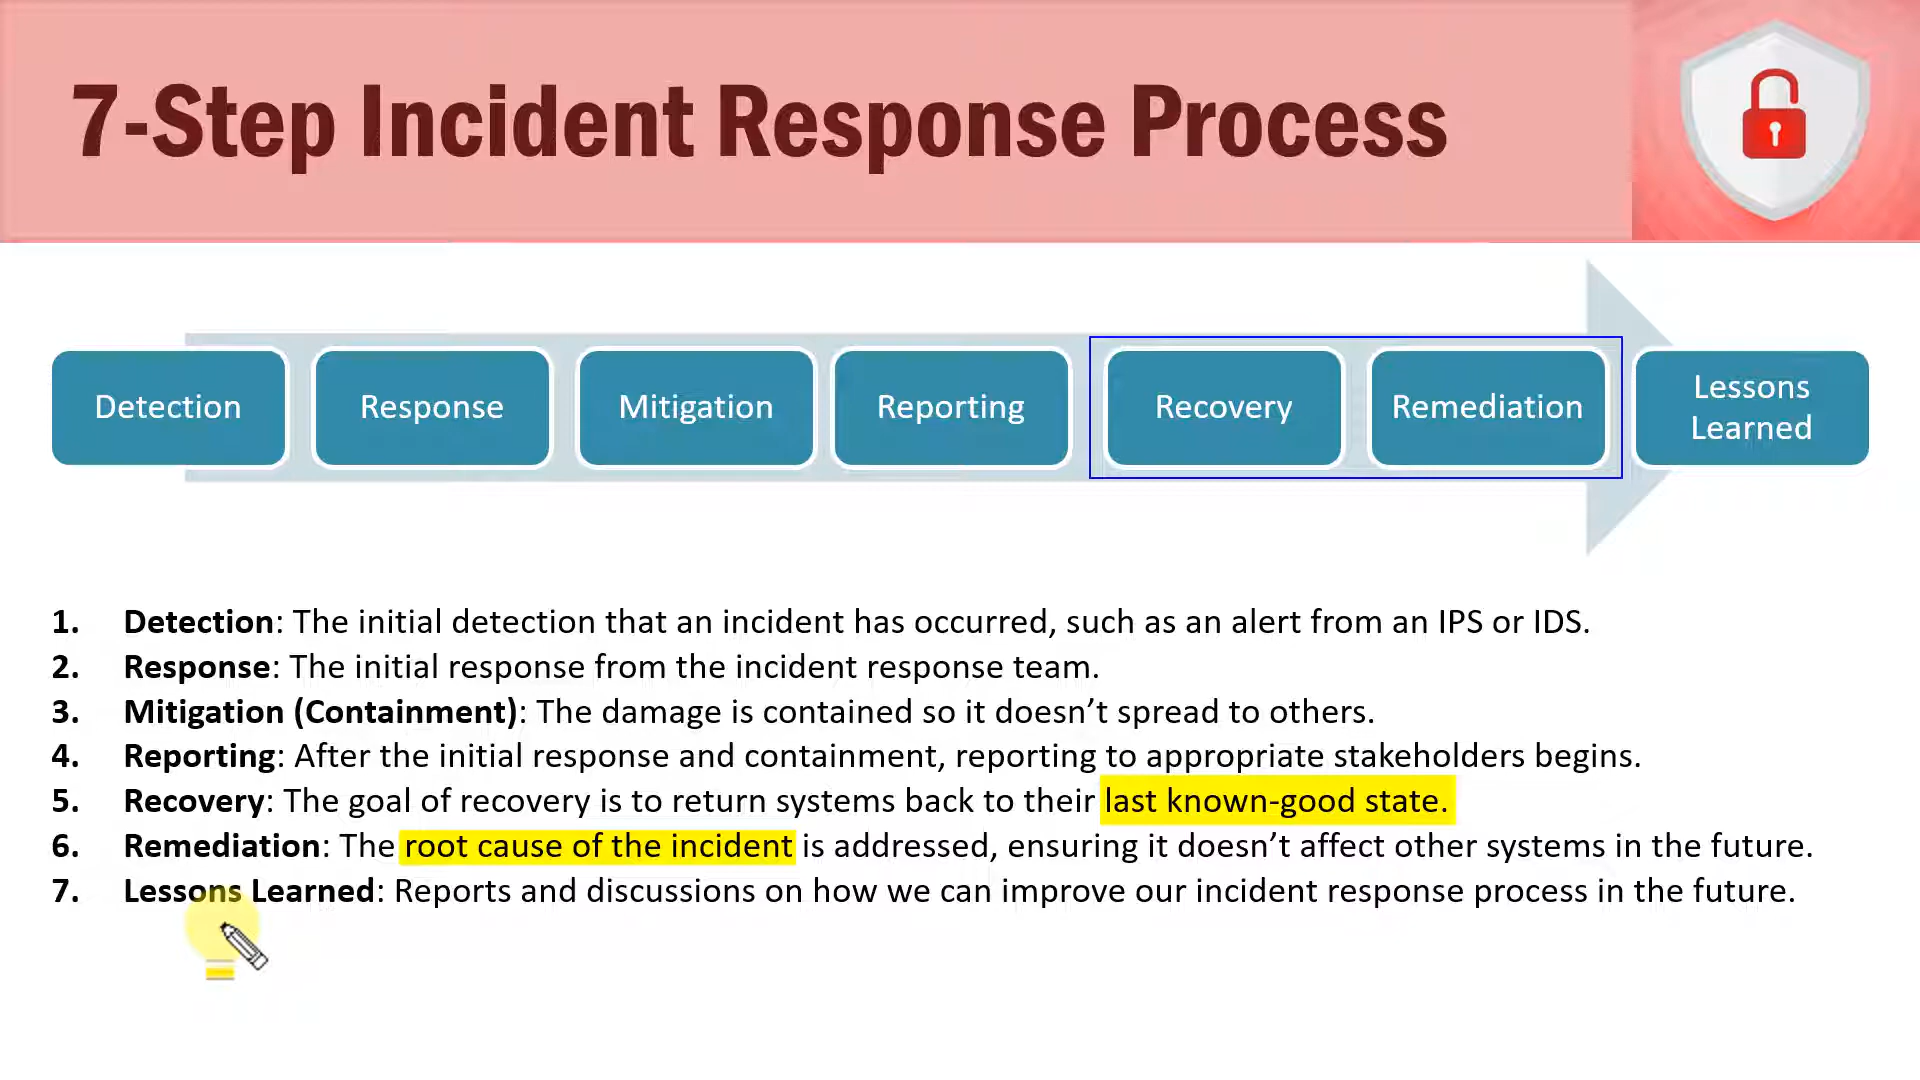 7-Step Incident Response Process
Detection
Response
Mitigation
Reporting
Recovery
Remediation
Lessons
Learned
1. Detection: The initial detection that an incident has occurred, such as an alert from an IPS or IDS.
2. Response: The initial response from the incident response team.
3. Mitigation (Containment): The damage is contained so it doesn’t spread to others.
4. Reporting: After the initial response and containment, reporting to appropriate stakeholders begins.
5. Recovery: The goal of recovery is to return systems back to their last known-good state.
6. Remediation: The root cause of the incident is addressed, ensuring it doesn’t affect other systems in the future.
7. Lessons Learned: Reports and discussions on how we can improve our incident response process in the future.